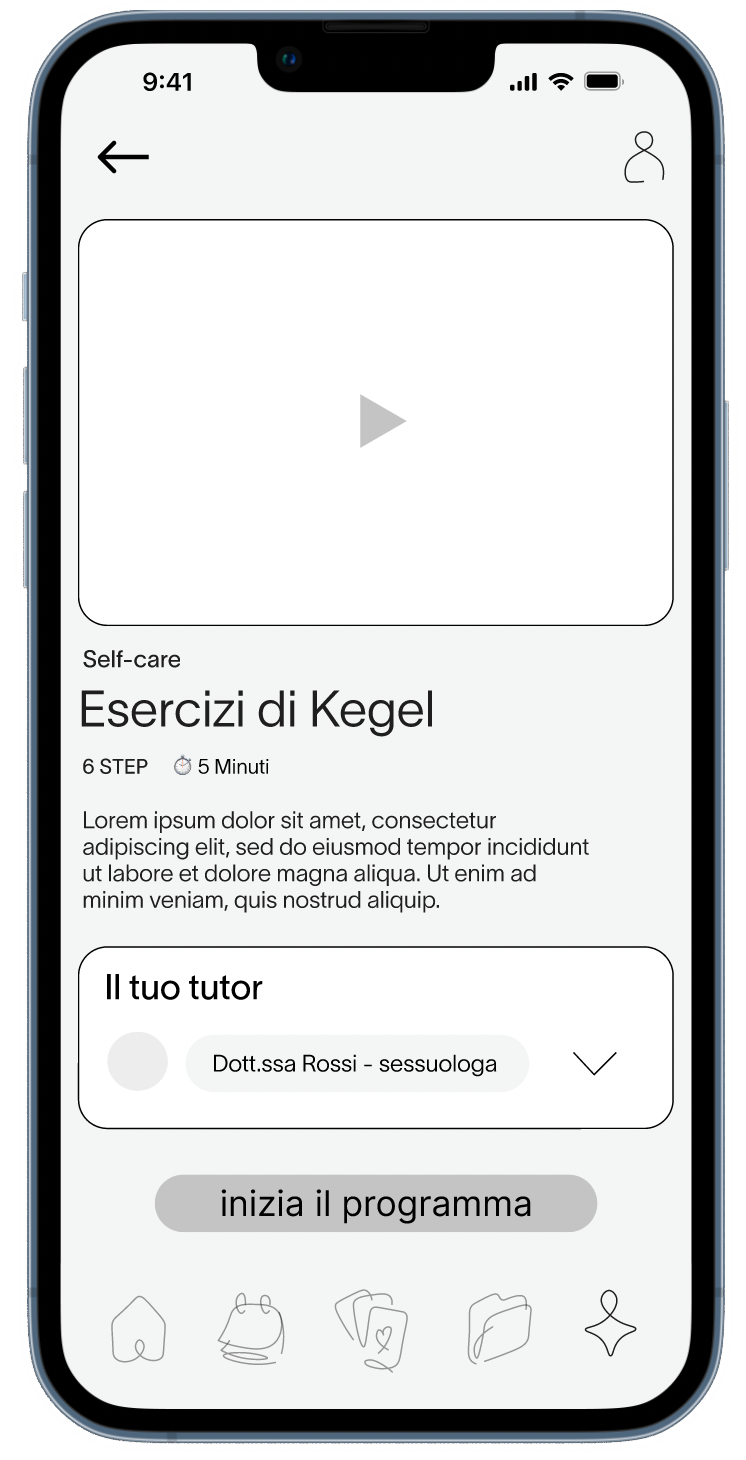 9:41
Self-care
Esercizi di Kegel
6 STEP ⏱ 5 Minuti
Lorem ipsum dolor sit amet, consectetur
adipiscing elit, sed do eiusmod tempor incididunt
ut labore et dolore magna aliqua. Ut enim ad
minim veniam, quis nostrud aliquip.
Il tuo tutor
Dott.ssa Rossi - sessuologa
inizia il programma